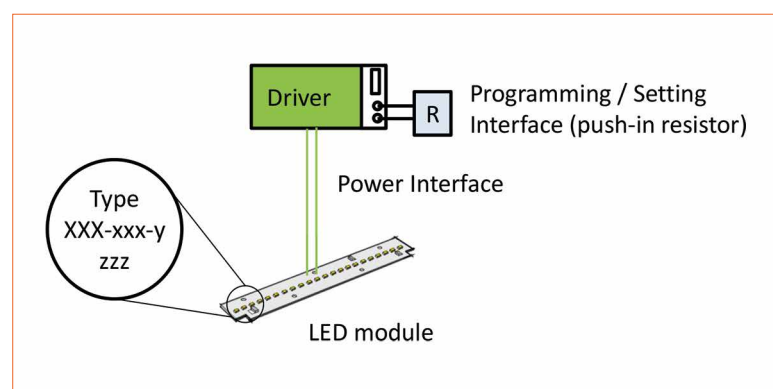 Driver
R
Programming / Setting
Interface (push-in resistor)
Power Interface
Type
XXX-xxx-y
zzz
LED module